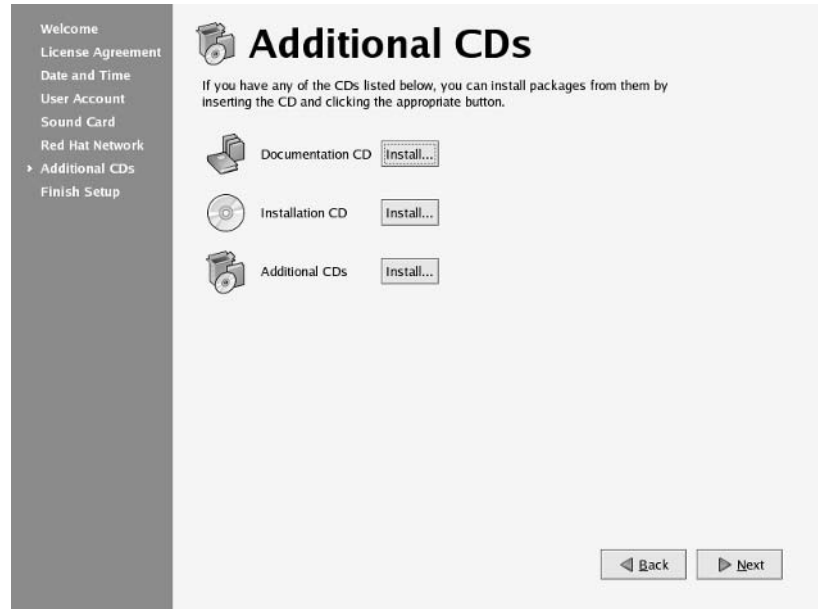 Welcome
License Agreement
Date and Time
User Account
Sound Card
Red Hat Network
Additional CDs
Finish Setup
Additional CDs
If you have any of the CDs listed below, you can install packages from them by
inserting the CD and clicking the appropriate button.
Documentation CD Install...
Installation CD Install...
Additional CDs Install...
Back Next